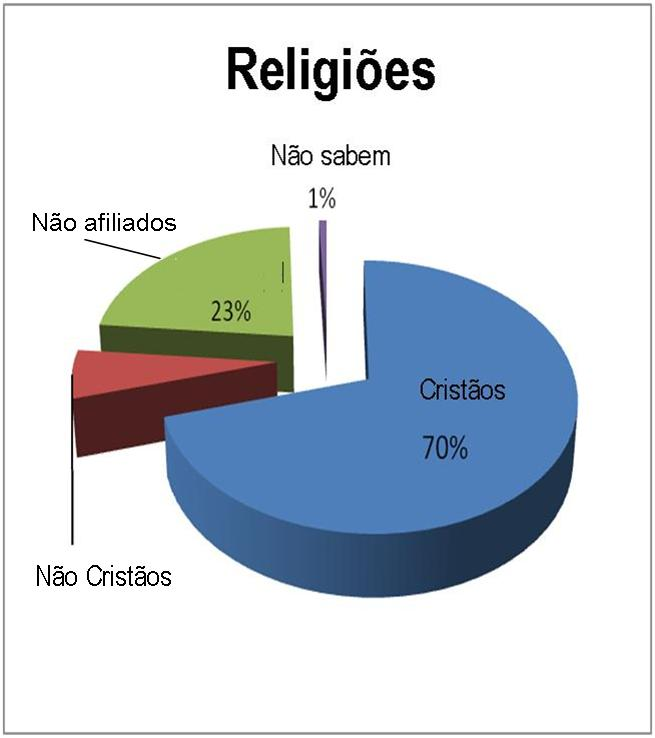 Religiões
Não sabem
1%
Não afiliados
23%
Cristãos
70%
Não Cristãos